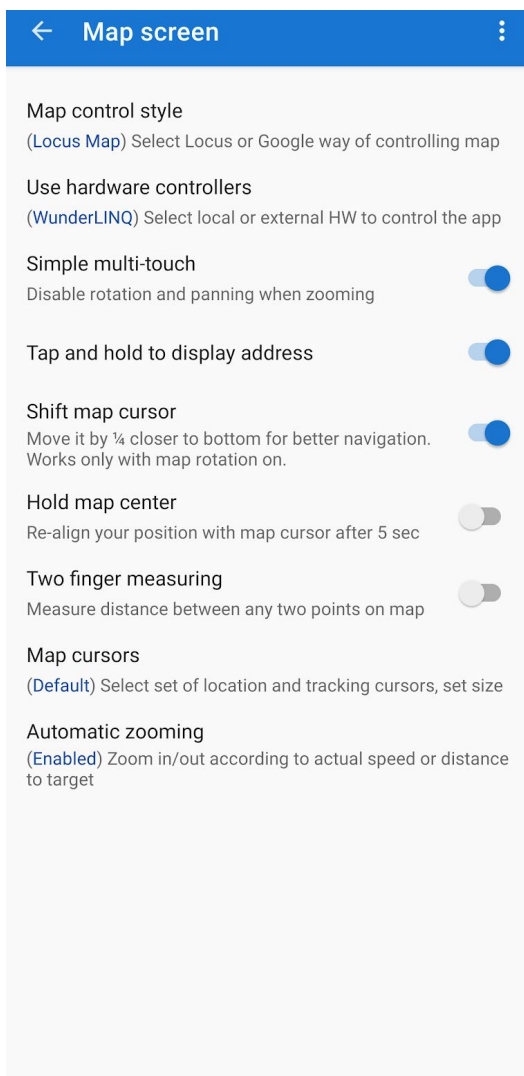 Map screen
Map control style
(Locus Map) Select Locus or Google way of controlling map
Use hardware controllers
(WunderLINQ) Select local or external HW to control the app
Simple multi-touch
Disable rotation and panning when zooming
Tap and hold to display address
Shift map cursor
Move it by ¼ closer to bottom for better navigation.
Works only with map rotation on.
Hold map center
Re-align your position with map cursor after 5 sec
Two finger measuring
Measure distance between any two points on map
Map cursors
(Default) Select set of location and tracking cursors, set size
Automatic zooming
(Enabled) Zoom in/out according to actual speed or distance
to target